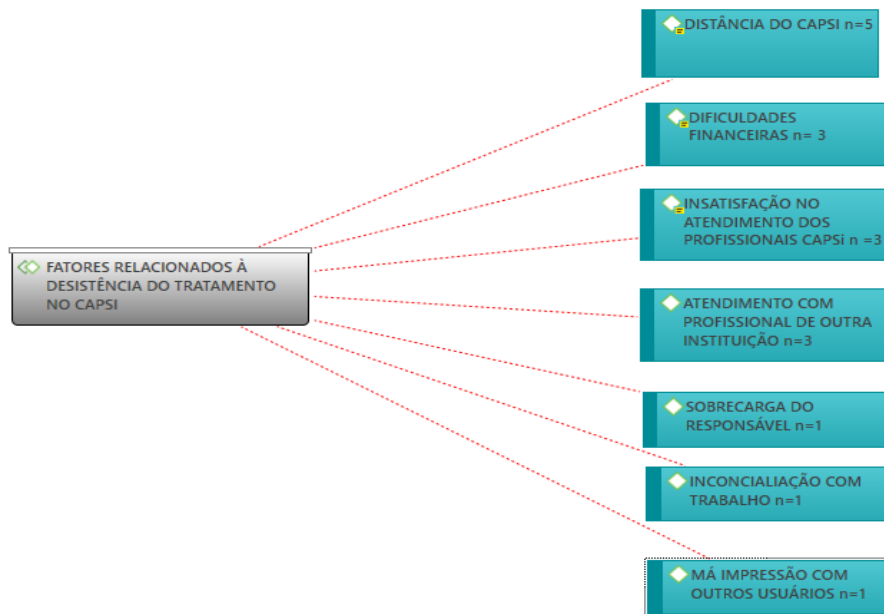 DISTÂNCIA DO CAPSI n=5
DIFICULDADES
FINANCEIRAS n= 3
INSATISFAÇÃO NO
ATENDIMENTO DOS
PROFISSIONAIS CAPSi n =3
FATORES RELACIONADOS À
DESISTÊNCIA DO TRATAMENTO
NO CAPSI
ATENDIMENTO COM
PROFISSIONAL DE OUTRA
INSTITUIÇÃO n=3
SOBRECARGA DO
RESPONSÁVEL n=1
INCONCIALIAÇÃO COM
TRABALHO n=1
MÁ IMPRESSÃO COM
OUTROS USUÁRIOS n=1